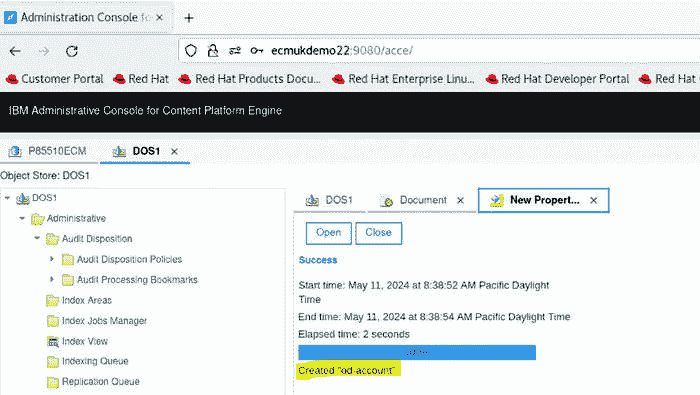 Administration Console fo
ecmukdemo22:9080/acce/
Customer Portal Red Hat Red Hat Products Docu... Red Hat Enterprise Linu... Red Hat Developer Portal Red Hat
IBM Administrative Console for Content Platform Engine
P85510ECM DOS1
Object Store: DOS1
DOS1
Administrative
Audit Disposition
Audit Disposition Policies
Audit Processing Bookmarks
Index Areas
Index Jobs Manager
Index View
Indexing Queue
Replication Queue
DOS1 Document New Propert...
Open Close
Success
Start time: May 11, 2024 at 8:38:52 AM Pacific Daylight
Time
End time: May 11, 2024 at 8:38:54 AM Pacific Daylight Time
Elapsed time: 2 seconds
Created "od-account"